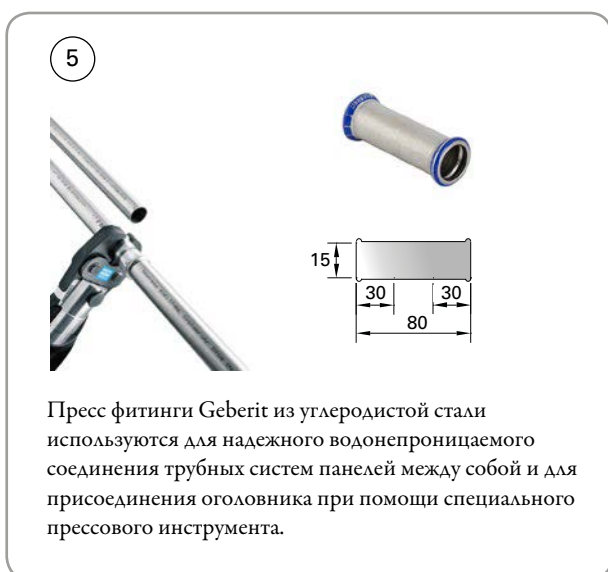 5
15
30 30
80
Пресс фитинги Geberit из углеродистой стали
используются для надежного водонепроницаемого
соединения трубных систем панелей между собой и для
присоединения оголовника при помощи специального
прессового инструмента.